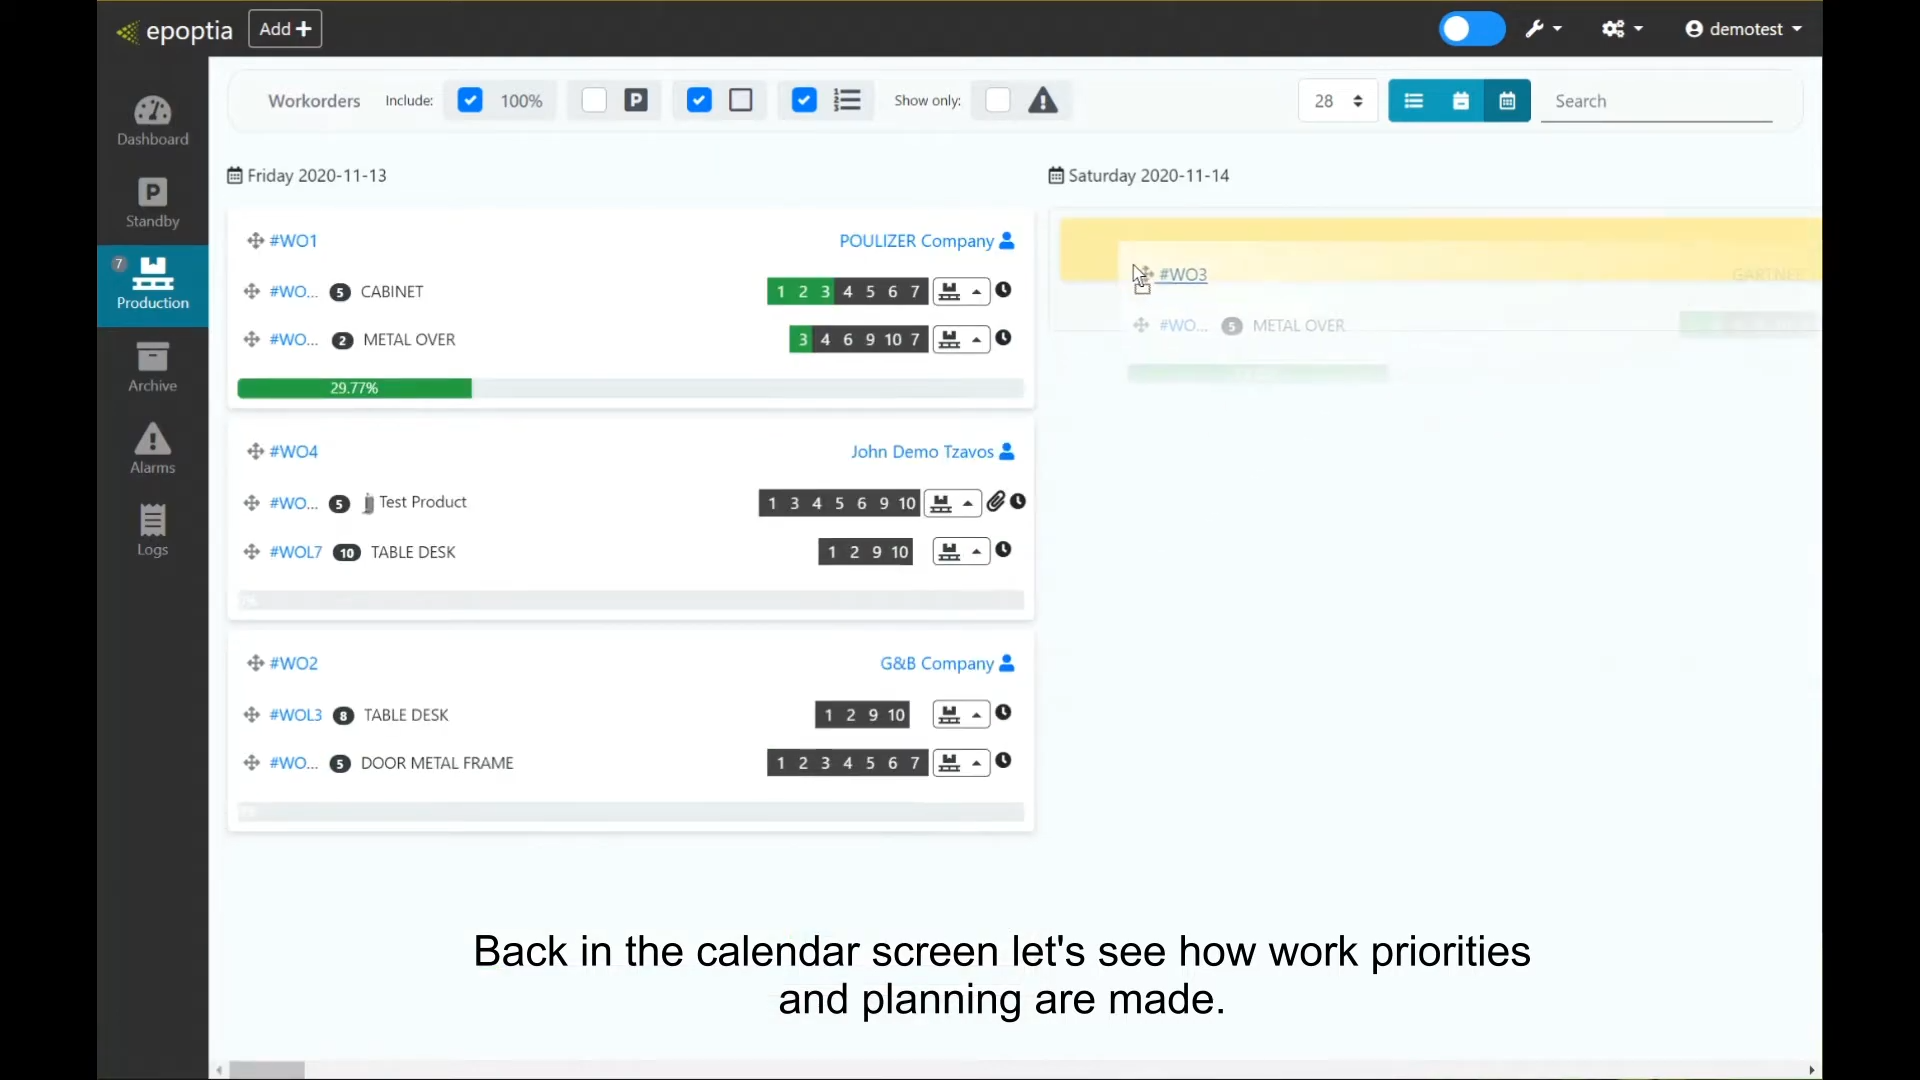 epoptia Add + demotest
Workorders Include: 100% P Show only: 28 Search
Dashboard
P
Standby
7
Production
Archive
Alarms
Logs
Friday 2020-11-13
#WO1 POULIZER Company
#WO... 5 CABINET 1 2 3 4 5 6 7
#WO... 2 METAL OVER 3 4 6 9 10 7
29.77%
#WO4 John Demo Tzavos
#WO... 5 Test Product 1 3 4 5 6 9 10
#WOL7 10 TABLE DESK 1 2 9 10
#WO2 G&B Company
#WOL3 8 TABLE DESK 1 2 9 10
#WO... 5 DOOR METAL FRAME 1 2 3 4 5 6 7
Saturday 2020-11-14
#WO3
#WO... 5 METAL OVER
Back in the calendar screen let's see how work priorities
and planning are made.